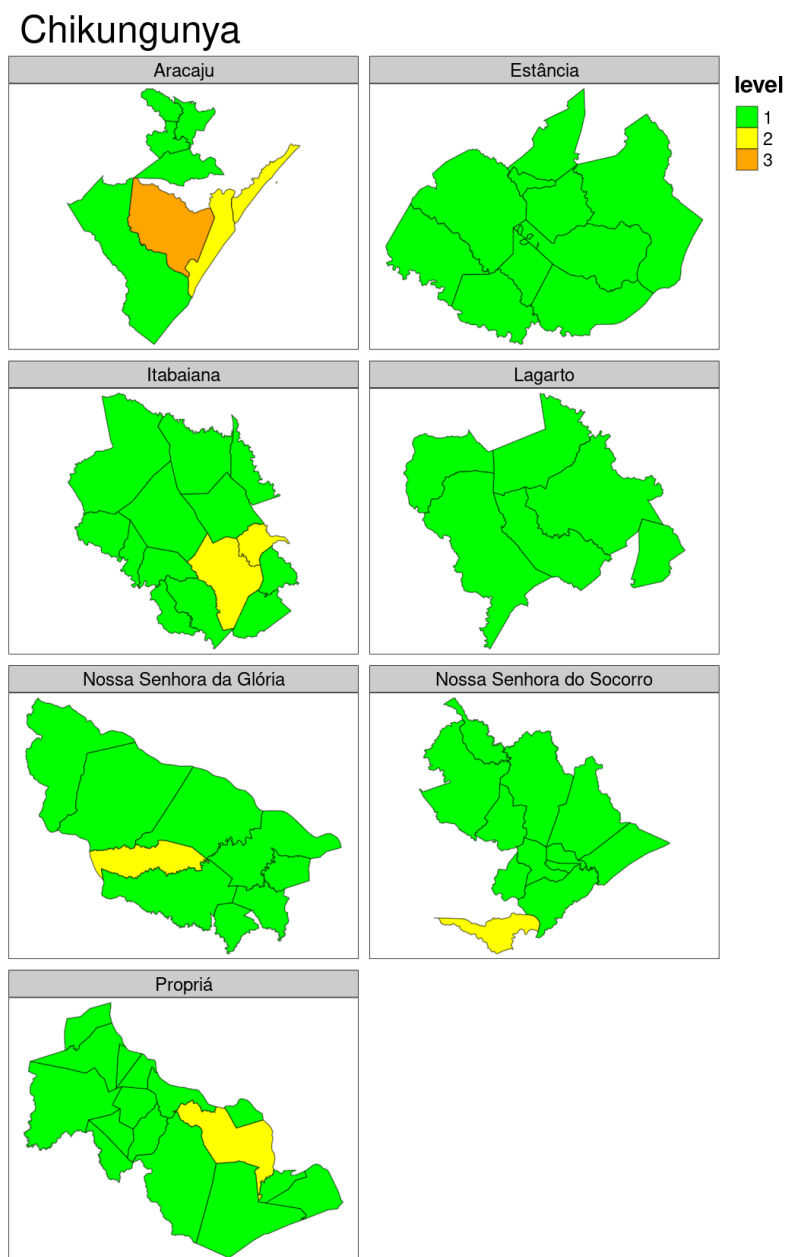 Chikungunya
Aracaju
Estância
level
1
2
3
Itabaiana
Lagarto
Nossa Senhora da Glória
Nossa Senhora do Socorro
Propriá